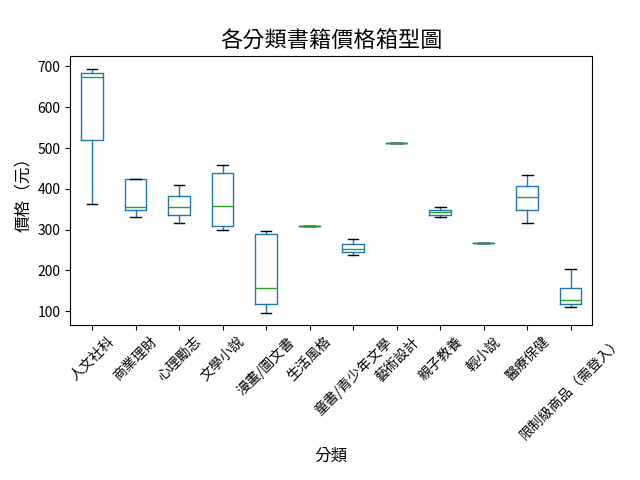 各分類書籍價格箱型圖
價格（元）
700
600
500
400
300
200
100
人文社科
商業理財
心理勵志
文學小說
漫畫/圖文書
生活風格
童書/青少年文學
藝術設計
親子教養
輕小說
醫療保健
限制級商品（需登入）
分類